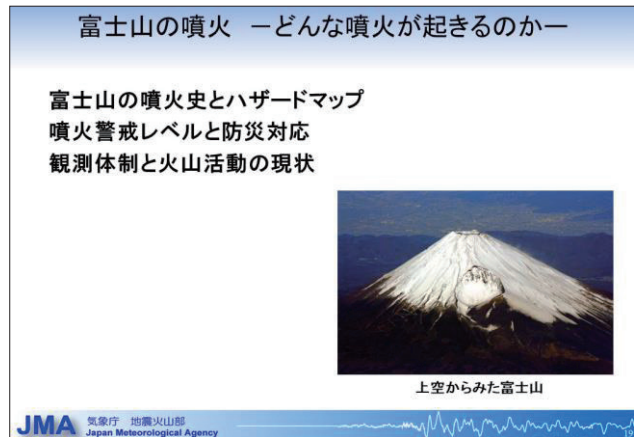 富士山の噴火 －どんな噴火が起きるのか－
富士山の噴火史とハザードマップ
噴火警戒レベルと防災対応
観測体制と火山活動の現状
上空からみた富士山
JMA 気象庁 地震火山部
Japan Meteorological Agency
19